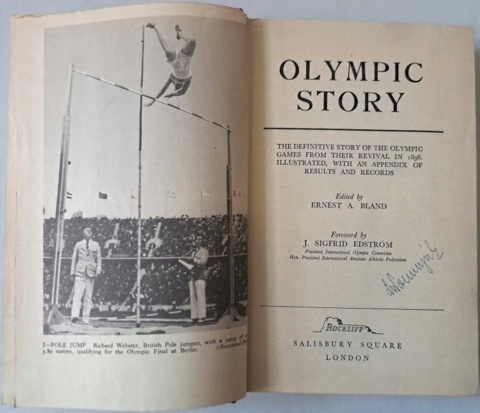 1—POLE JUMP. Richard Webster, British Pole jumper, with a jump of
3.80 metres, qualifying for the Olympic Final at Berlin.
(Associated
OLYMPIC
STORY
THE DEFINITIVE STORY OF THE OLYMPIC
GAMES FROM THEIR REVIVAL IN 1896,
ILLUSTRATED, WITH AN APPENDIX OF
RESULTS AND RECORDS
Edited by
ERNEST A. BLAND
Foreword by
J. SIGFRID EDSTRÖM
President International Olympic Committee
Hon. President International Amateur Athletic Federation
ROCKLIFF
SALISBURY SQUARE
LONDON